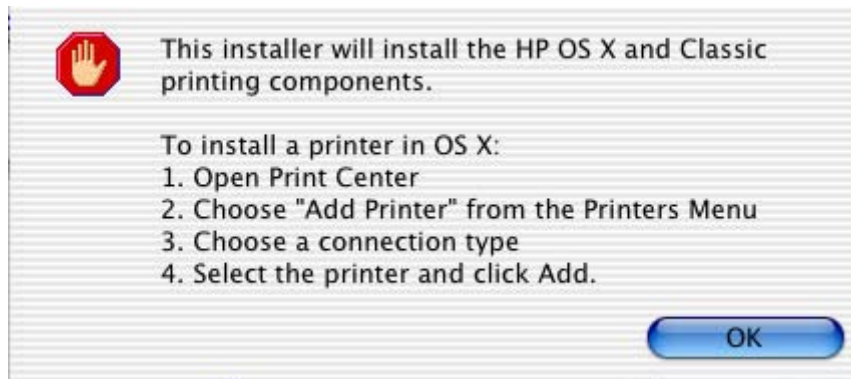 This installer will install the HP OS X and Classic
printing components.
To install a printer in OS X:
1. Open Print Center
2. Choose "Add Printer" from the Printers Menu
3. Choose a connection type
4. Select the printer and click Add.
OK